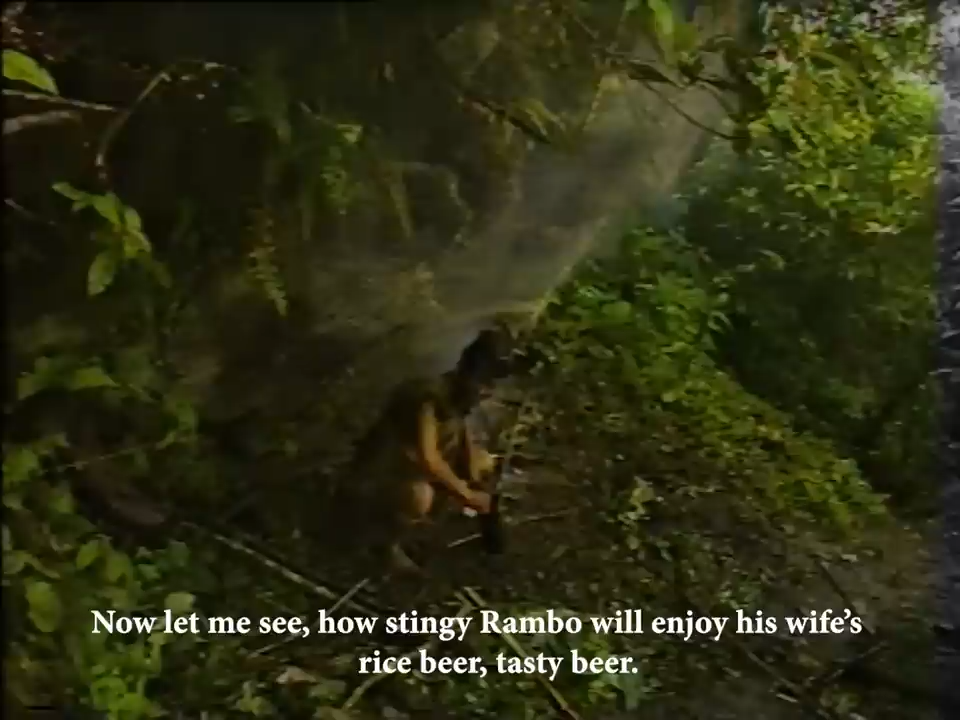 Now let me see, how stingy Rambo will enjoy his wife’s
rice beer, tasty beer.